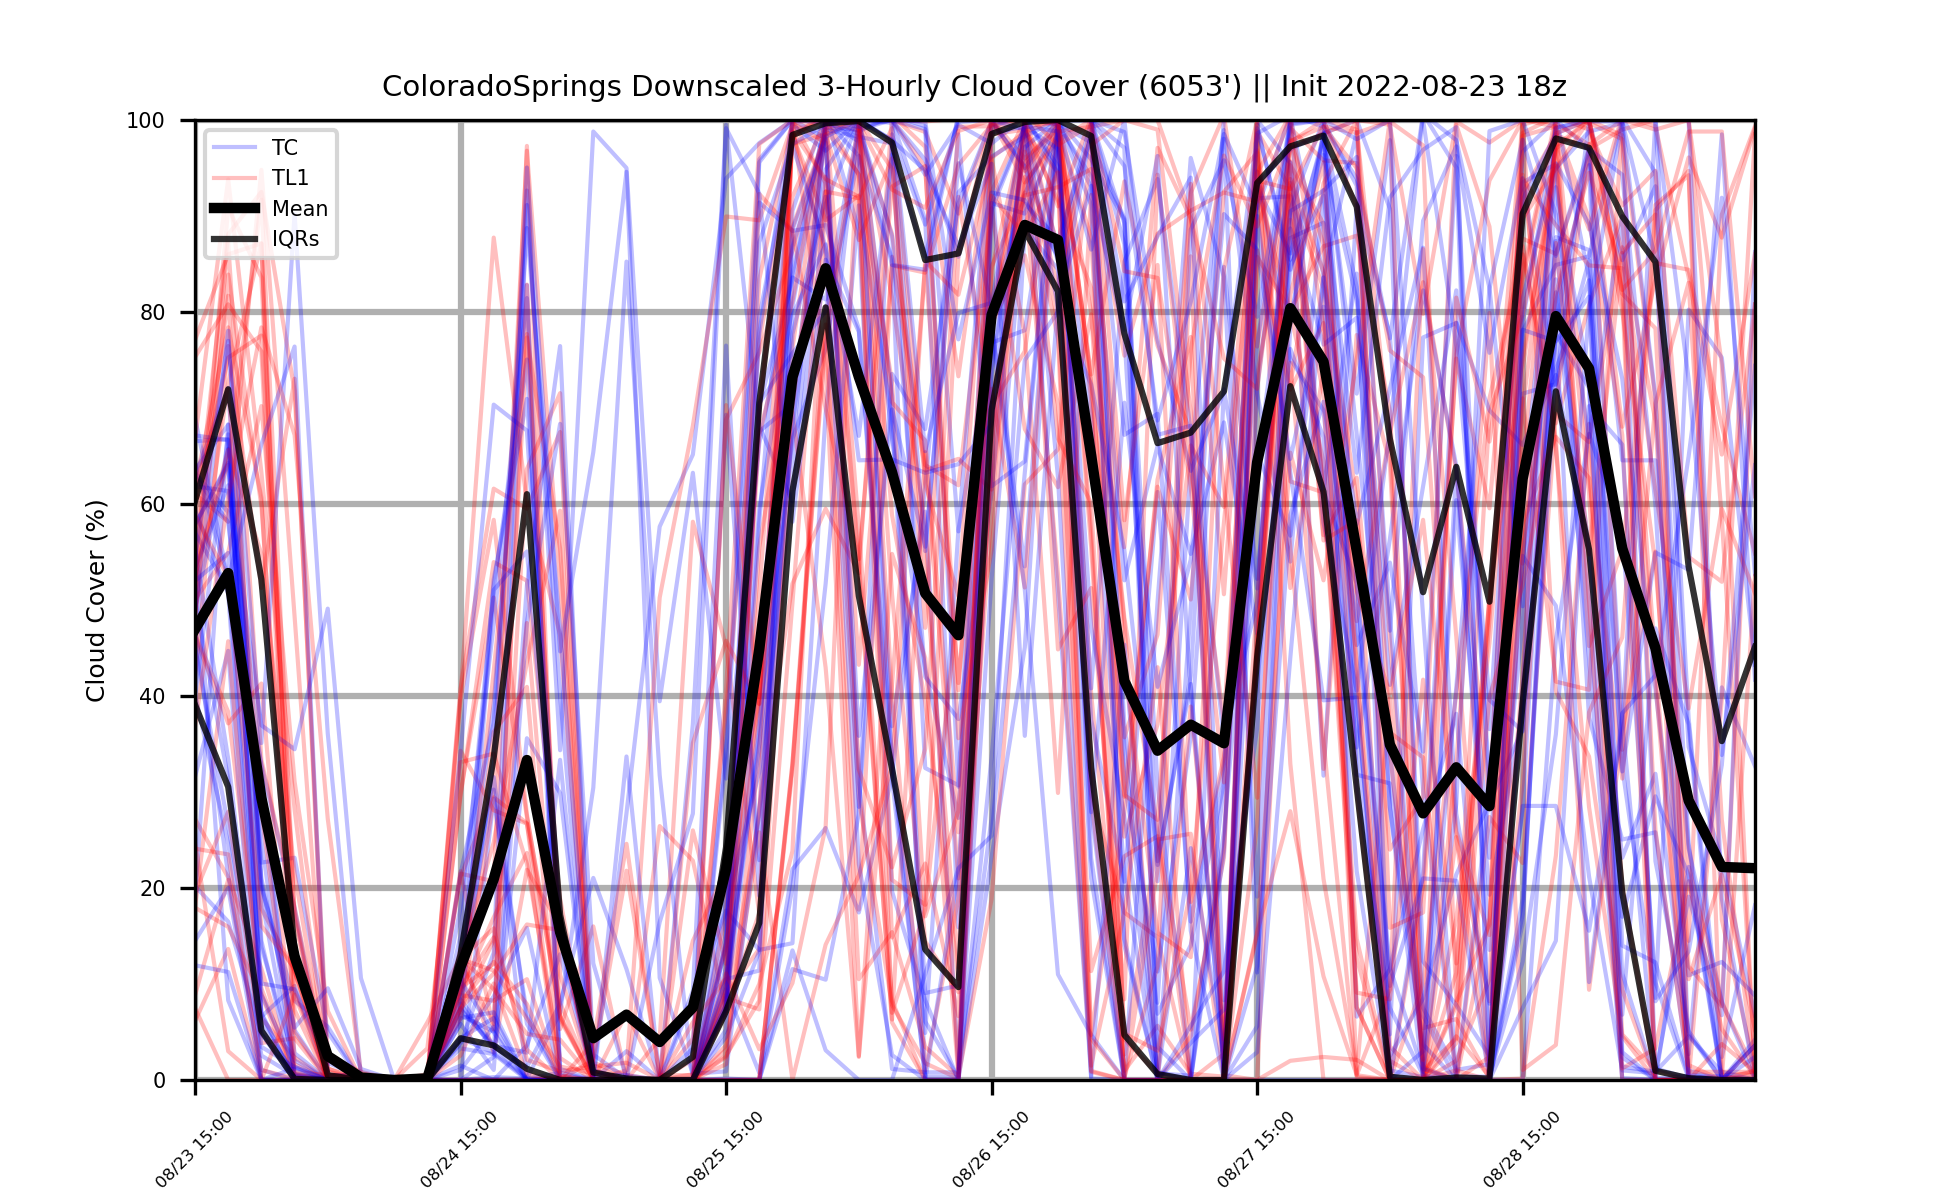 ColoradoSprings Downscaled 3-Hourly Cloud Cover (6053') || Init 2022-08-23 18z
100
80
60
40
20
0
Cloud Cover (%)
TC
TL1
Mean
IQRs
08/23 15:00
08/24 15:00
08/25 15:00
08/26 15:00
08/27 15:00
08/28 15:00